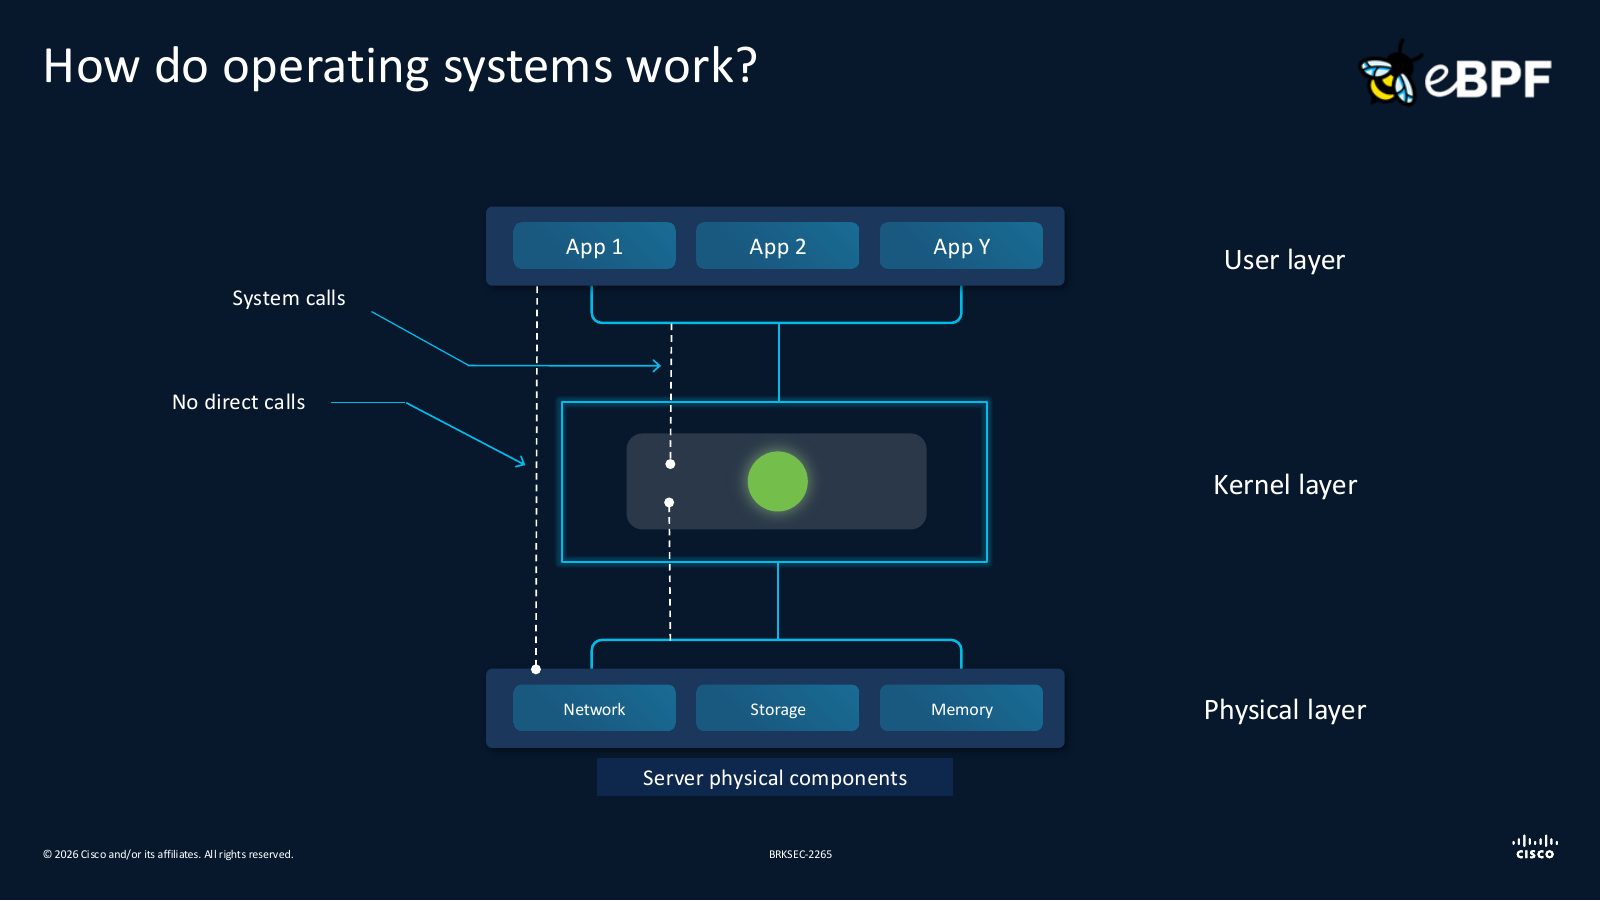 How do operating systems work?
eBPF
App 1
App 2
App Y
User layer
System calls
No direct calls
Kernel layer
Network
Storage
Memory
Physical layer
Server physical components
© 2026 Cisco and/or its affiliates. All rights reserved.
BRKSEC-2265
CISCO